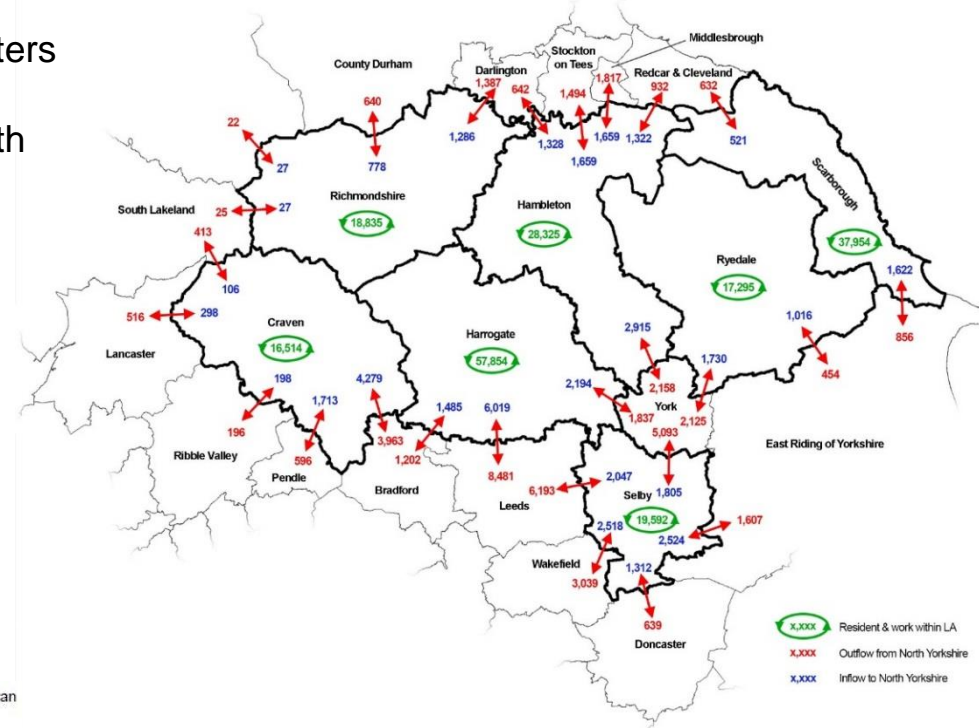 ters
th
County Durham
Darlington
Stockton
on Tees
Middlesbrough
Redcar & Cleveland
1,387
642
1,494
1,817
932
632
640
22
1,286
1,328
1,659
1,659
1,322
521
27
778
Richmondshire
18,835
Scarborough
37,954
South Lakeland
25
27
413
106
Hambleton
28,325
Ryedale
17,295
1,622
856
516
298
Craven
16,514
Lancaster
Harrogate
57,854
2,915
1,016
454
198
4,279
2,194
2,158
1,730
196
1,713
1,485
6,019
1,837
York
2,125
5,093
Ribble Valley
596
3,963
1,202
8,481
East Riding of Yorkshire
Pendle
Bradford
Leeds
6,193
2,047
Selby
1,805
19,592
2,518
2,524
1,607
Wakefield
3,039
1,312
639
Doncaster
x,xxx
Resident & work within LA
x,xxx
Outflow from North Yorkshire
x,xxx
Inflow to North Yorkshire
an